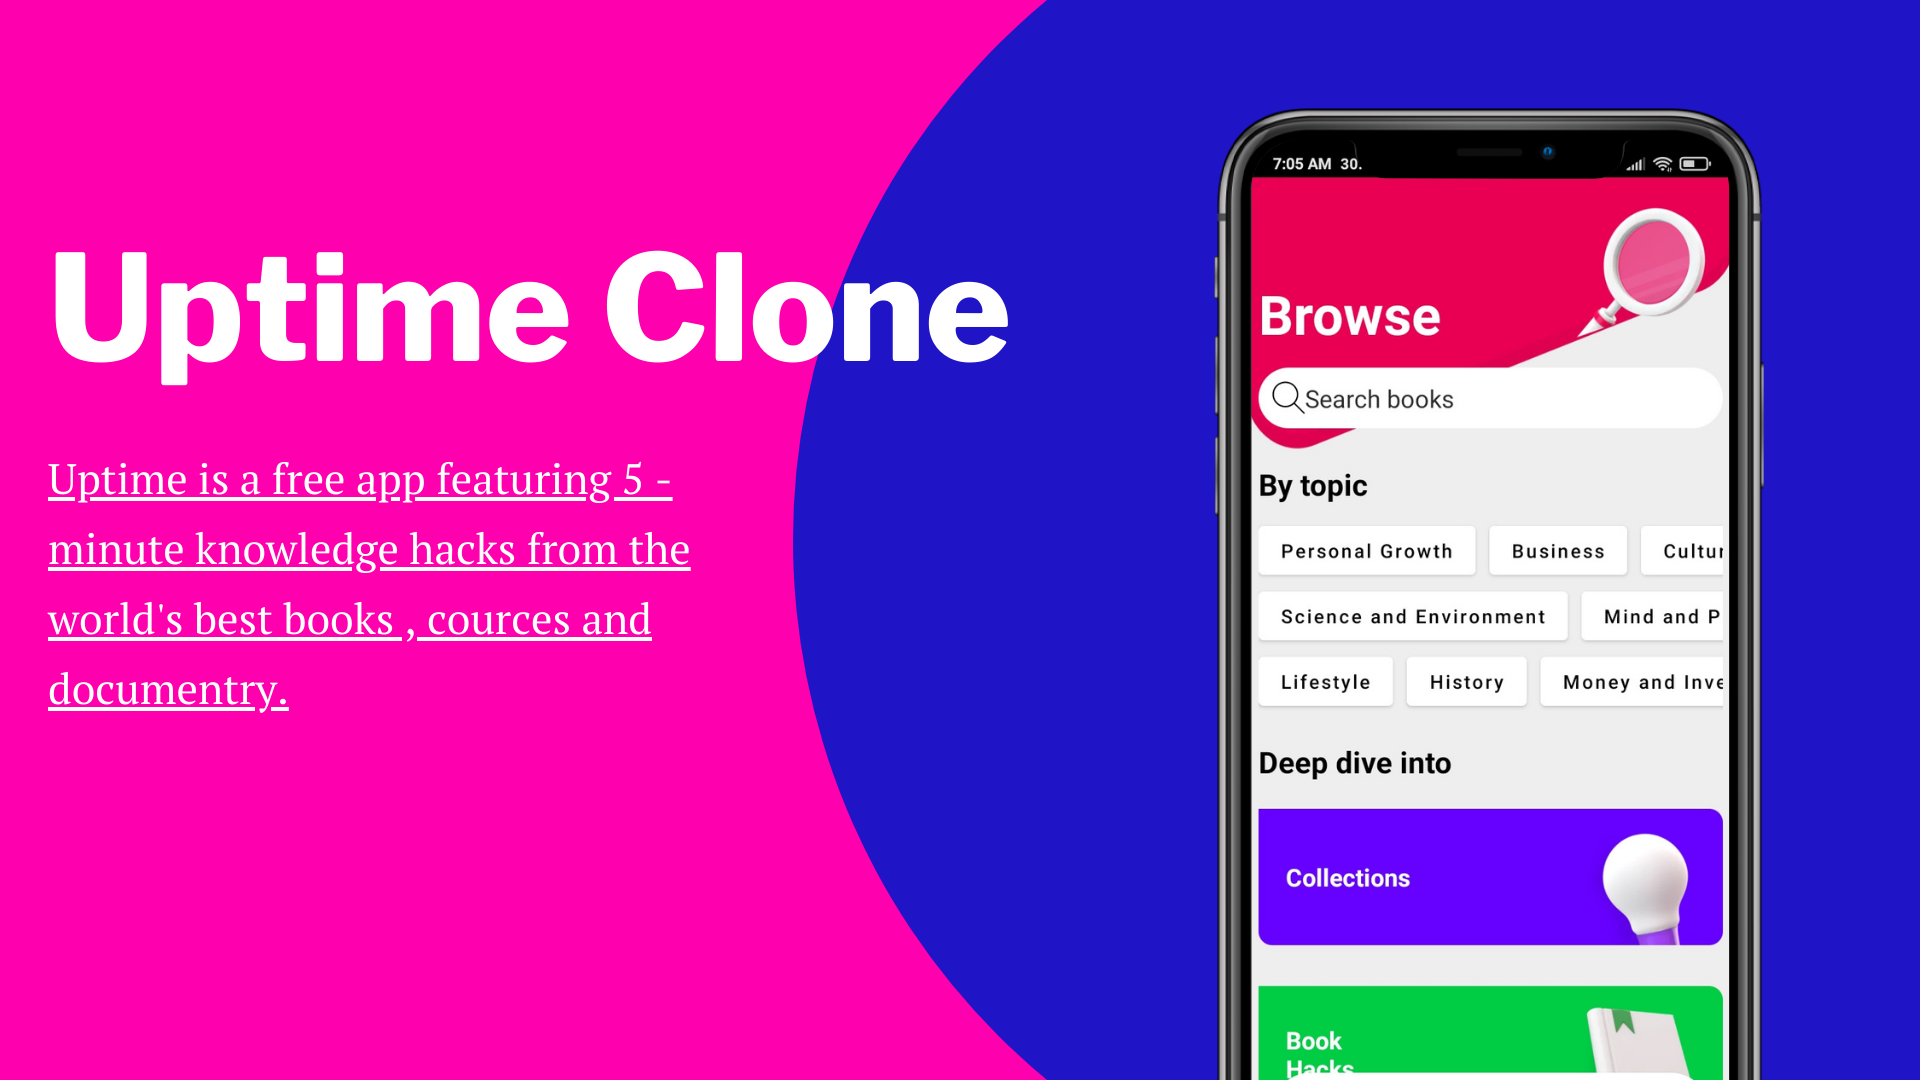 Uptime Clone
Uptime is a free app featuring 5 -
minute knowledge hacks from the
world's best books , cources and
documentry.
7:05 AM 30.
Browse
Search books
By topic
Personal Growth Business Cultur
Science and Environment Mind and P
Lifestyle History Money and Inve
Deep dive into
Collections
Book
Hacks